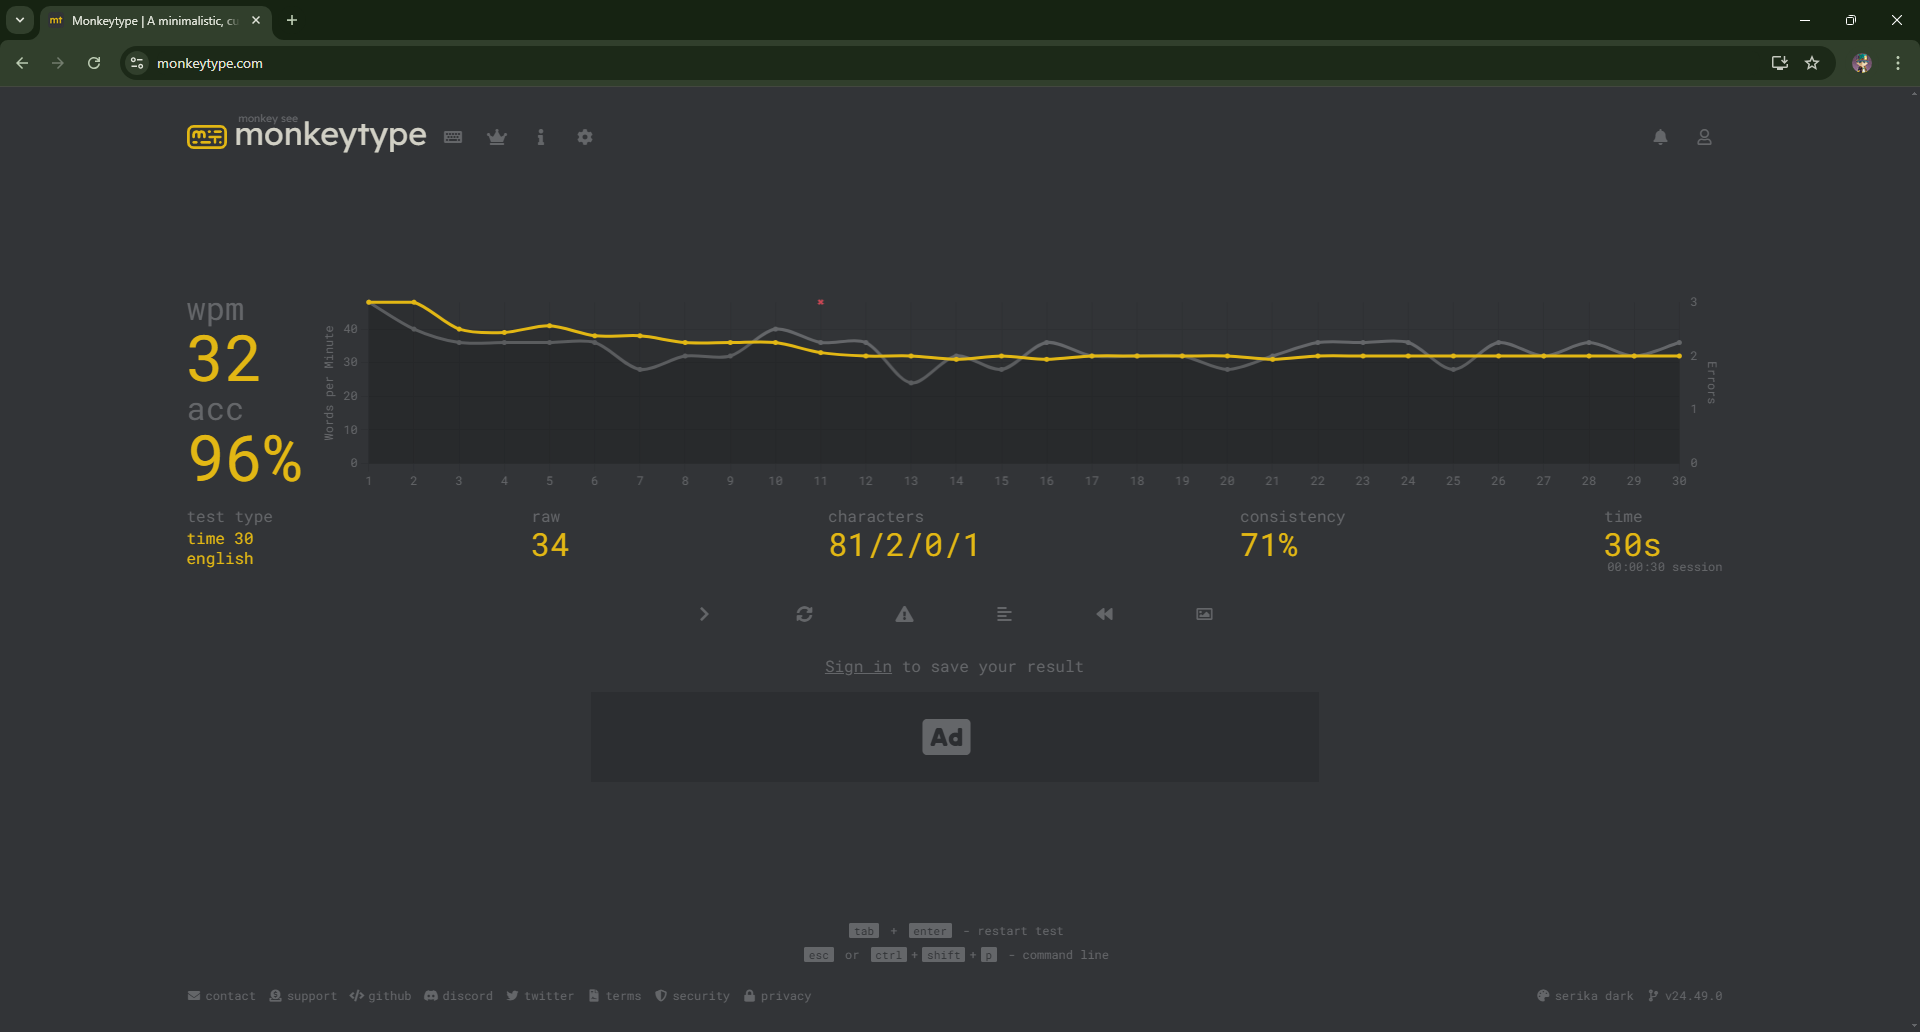 Monkeytype | A minimalistic, cu
monkeytype.com
monkey see
monkeytype
wpm
32
acc
96%
Words per Minute
40
30
20
10
0
3
2
1
0
Errors
1 2 3 4 5 6 7 8 9 10 11 12 13 14 15 16 17 18 19 20 21 22 23 24 25 26 27 28 29 30
test type
time 30
english
raw
34
characters
81/2/0/1
consistency
71%
time
30s
00:00:30 session
Sign in to save your result
Ad
tab + enter - restart test
esc or ctrl + shift + p - command line
contact support github discord twitter terms security privacy
serika dark v24.49.0